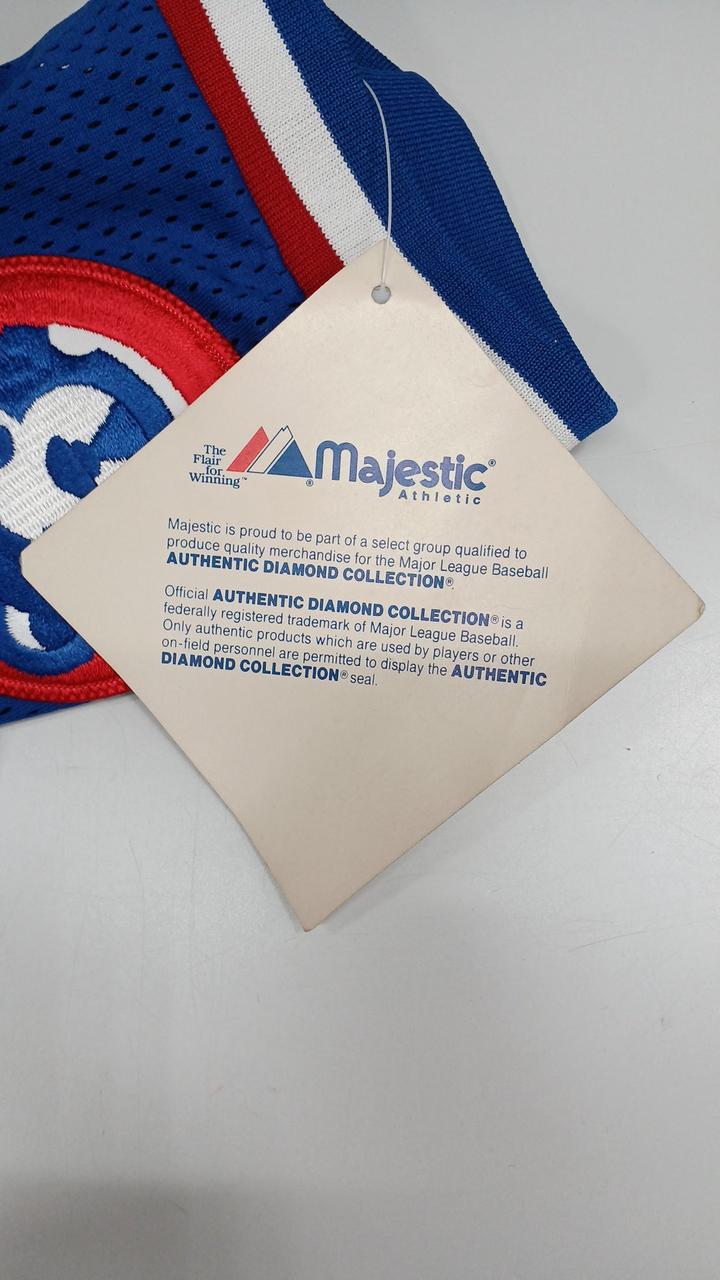 The
Flair
for
Winning™
Majestic®
®
Athletic
Majestic is proud to be part of a select group qualified to
produce quality merchandise for the Major League Baseball
AUTHENTIC DIAMOND COLLECTION®.
Official AUTHENTIC DIAMOND COLLECTION® is a
federally registered trademark of Major League Baseball.
Only authentic products which are used by players or other
on-field personnel are permitted to display the AUTHENTIC
DIAMOND COLLECTION® seal.